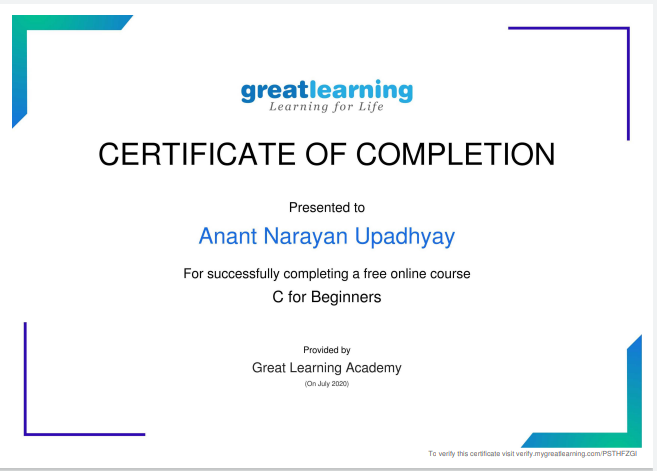 greatlearning
Learning for Life
CERTIFICATE OF COMPLETION
Presented to
Anant Narayan Upadhyay
For successfully completing a free online course
C for Beginners
Provided by
Great Learning Academy
(On July 2020)
To verify this certificate visit verify.mygreatlearning.com/PSTHFZGI